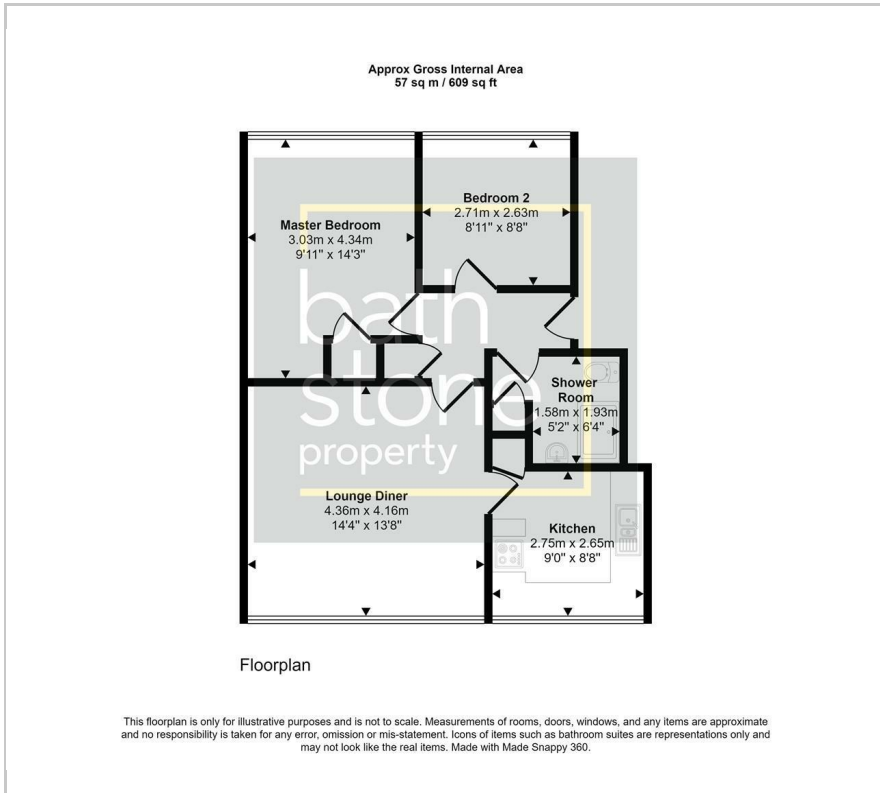 Approx Gross Internal Area
57 sq m / 609 sq ft
Bedroom 2
2.71m x 2.63m
8'11" x 8'8"
Master Bedroom
3.03m x 4.34m
9'11" x 14'3"
bath
stone
property
Shower
Room
1.58m x 1.93m
5'2" x 6'4"
Lounge Diner
4.36m x 4.16m
14'4" x 13'8"
Kitchen
2.75m x 2.65m
9'0" x 8'8"
Floorplan
This floorplan is only for illustrative purposes and is not to scale. Measurements of rooms, doors, windows, and any items are approximate
and no responsibility is taken for any error, omission or mis-statement. Icons of items such as bathroom suites are representations only and
may not look like the real items. Made with Made Snappy 360.